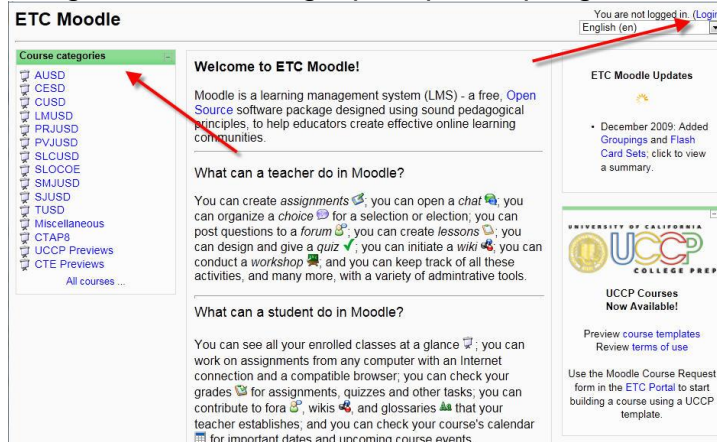 ETC Moodle
You are not logged in. (Login
English (en)
Course categories
AUSD
CESD
CUSD
LMUSD
PRJUSD
PVJUSD
SLCUSD
SLOCOE
SMJUSD
SJUSD
TUSD
Miscellaneous
CTAP8
UCCP Previews
CTE Previews
All courses ...
Welcome to ETC Moodle!
Moodle is a learning management system (LMS) - a free, Open
Source software package designed using sound pedagogical
principles, to help educators create effective online learning
communities.
What can a teacher do in Moodle?
You can create assignments; you can open a chat; you
can organize a choice for a selection or election; you can
post questions to a forum; you can create lessons; you
can design and give a quiz; you can initiate a wiki; you can
conduct a workshop; and you can keep track of all these
activities, and many more, with a variety of admintrative tools.
What can a student do in Moodle?
You can see all your enrolled classes at a glance; you can
work on assignments from any computer with an Internet
connection and a compatible browser; you can check your
grades for assignments, quizzes and other tasks; you can
contribute to fora, wikis, and glossaries that your
teacher establishes; and you can check your course's calendar
for important dates and upcoming course events.
ETC Moodle Updates
December 2009: Added
Groupings and Flash
Card Sets; click to view
a summary.
UNIVERSITY OF CALIFORNIA
UCCP
COLLEGE PREP
UCCP Courses
Now Available!
Preview course templates
Review terms of use
Use the Moodle Course Request
form in the ETC Portal to start
building a course using a UCCP
template.